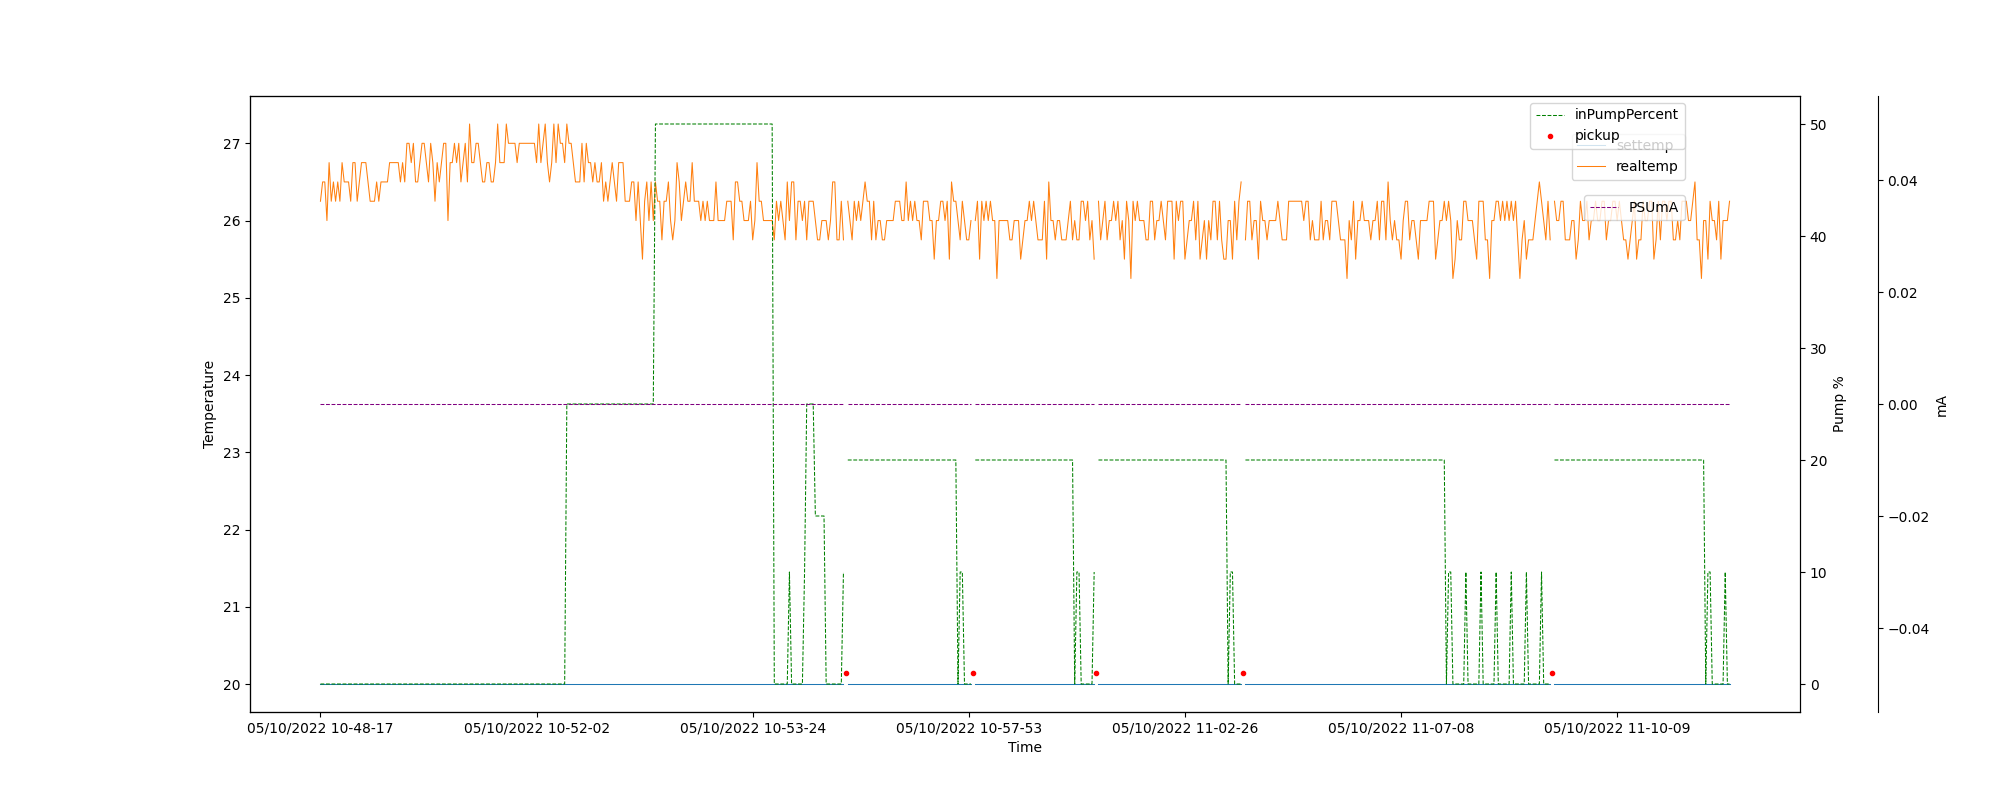 inPumpPercent
pickup
settemp
realtemp
PSUmA
27
26
25
24
23
22
21
20
Temperature
50
40
30
20
10
0
Pump %
0.04
0.02
0.00
−0.02
−0.04
mA
05/10/2022 10-48-17
05/10/2022 10-52-02
05/10/2022 10-53-24
05/10/2022 10-57-53
05/10/2022 11-02-26
05/10/2022 11-07-08
05/10/2022 11-10-09
Time